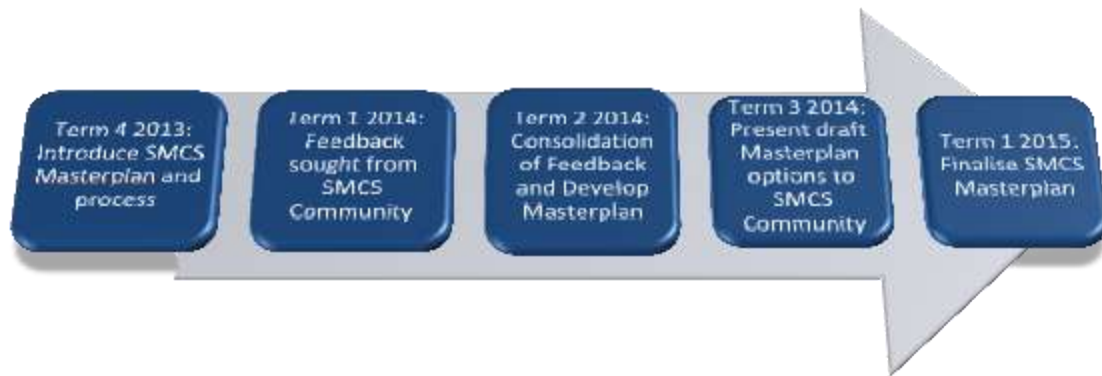 Term 4 2013:
Introduce SMCS
Masterplan and
process
Term 1 2014:
Feedback
sought from
SMCS
Community
Term 2 2014:
Consolidation
of Feedback
and Develop
Masterplan
Term 3 2014:
Present draft
Masterplan
options to
SMCS
Community
Term 1 2015:
Finalise SMCS
Masterplan